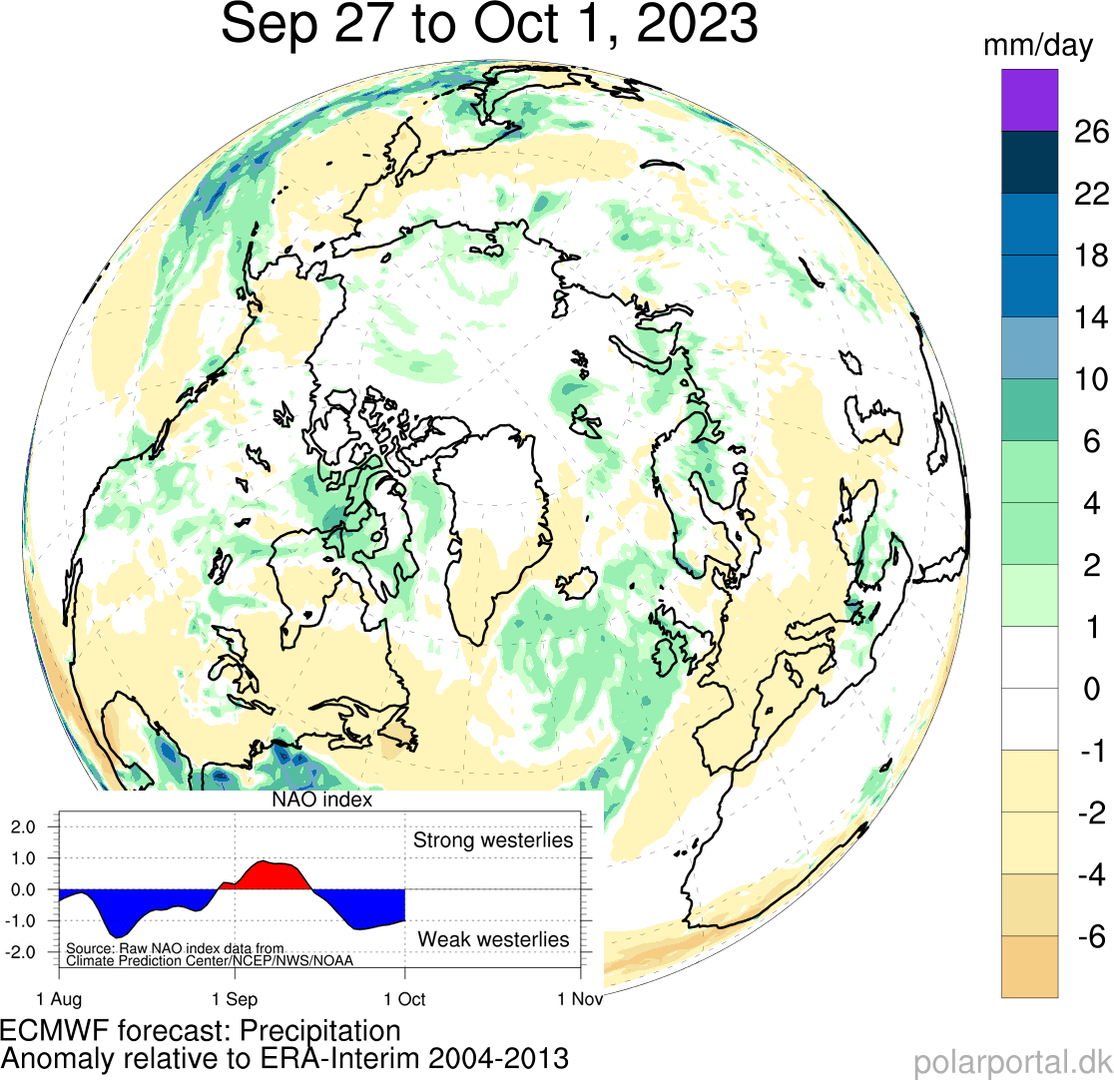 Sep 27 to Oct 1, 2023
mm/day
26
22
18
14
10
6
4
2
1
0
-1
-2
-4
-6
NAO index
2.0
1.0
0.0
-1.0
-2.0
Strong westerlies
Weak westerlies
Source: Raw NAO index data from
Climate Prediction Center/NCEP/NWS/NOAA
1 Aug 1 Sep 1 Oct 1 Nov
ECMWF forecast: Precipitation
Anomaly relative to ERA-Interim 2004-2013
polarportal.dk